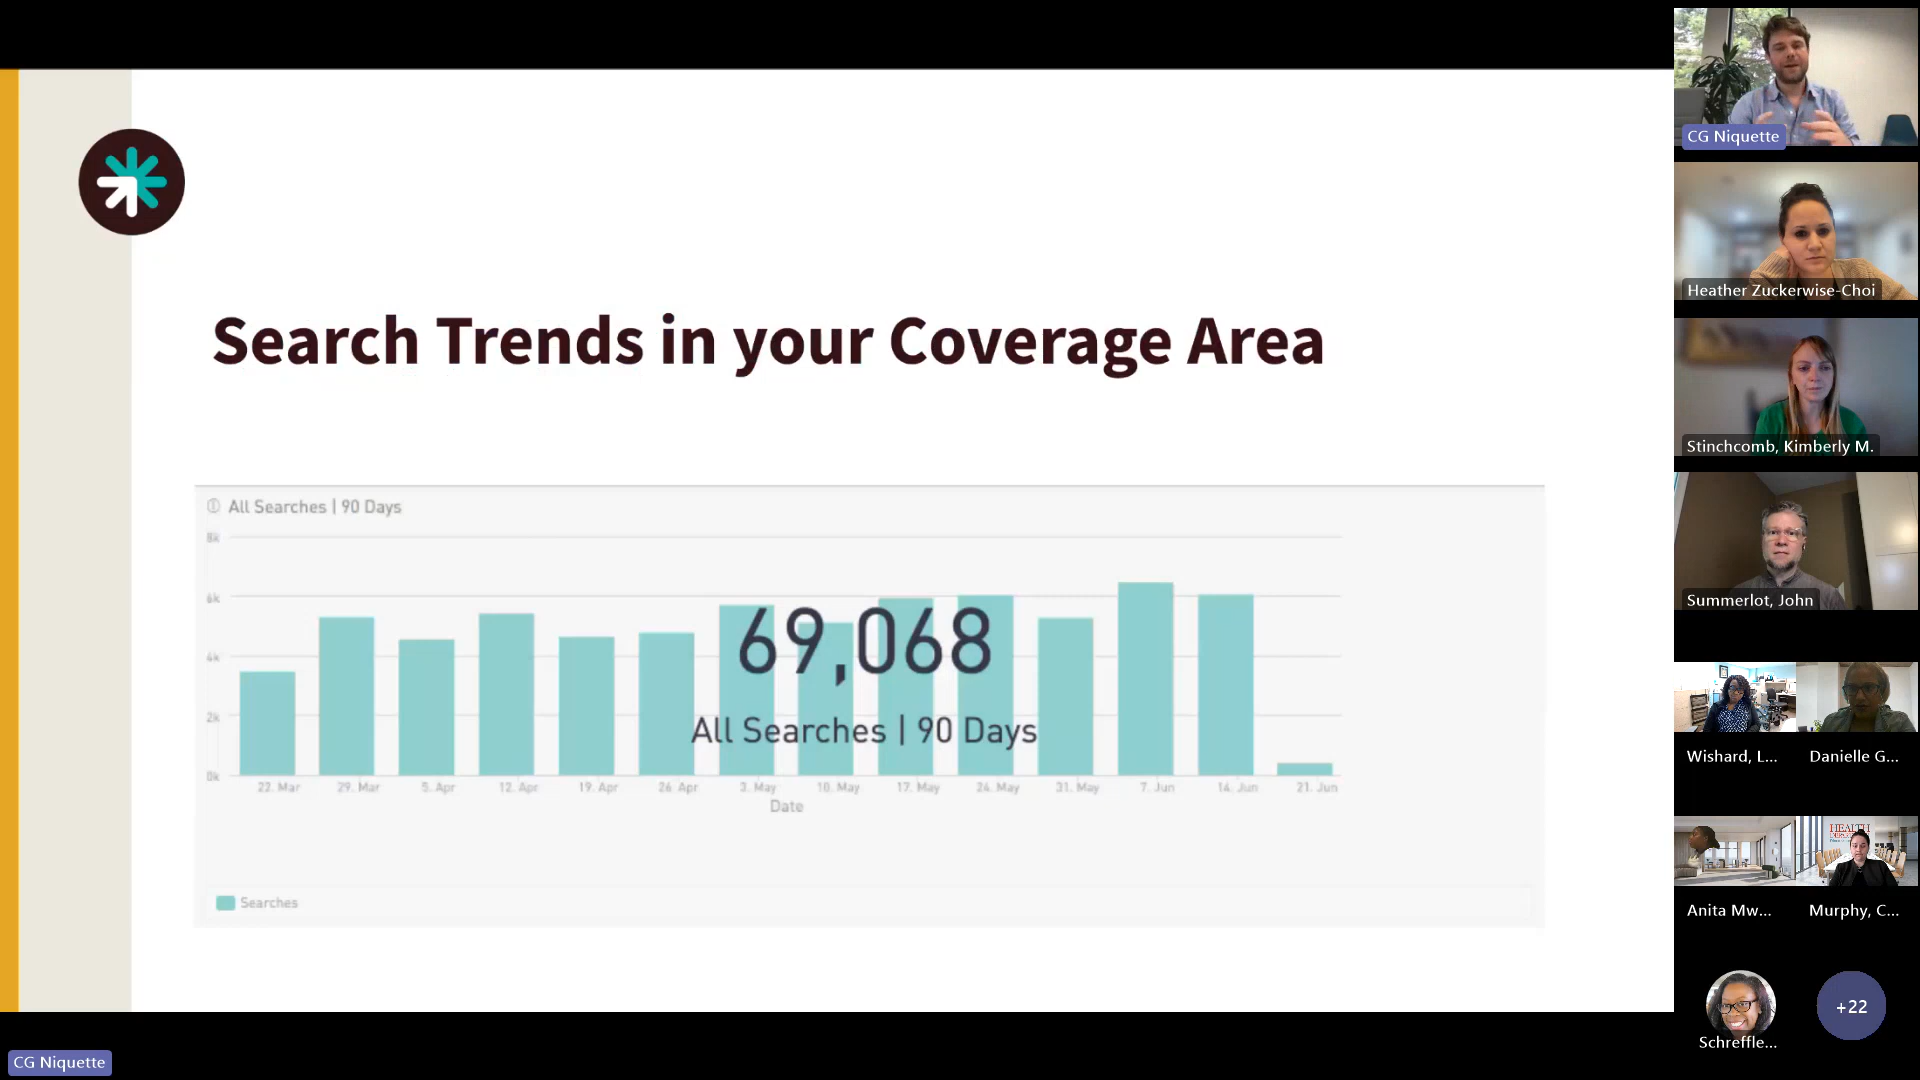 Search Trends in your Coverage Area
All Searches | 90 Days
8k
6k
4k
2k
0k
69,068
All Searches | 90 Days
22. Mar 29. Mar 5. Apr 12. Apr 19. Apr 26. Apr 3. May 10. May 17. May 24. May 31. May 7. Jun 14. Jun 21. Jun
Date
Searches
CG Niquette
CG Niquette
Heather Zuckerwise-Choi
Stinchcomb, Kimberly M.
Summerlot, John
Wishard, L... Danielle G...
HEALTH
Anita Mw... Murphy, C...
Schreffle... +22